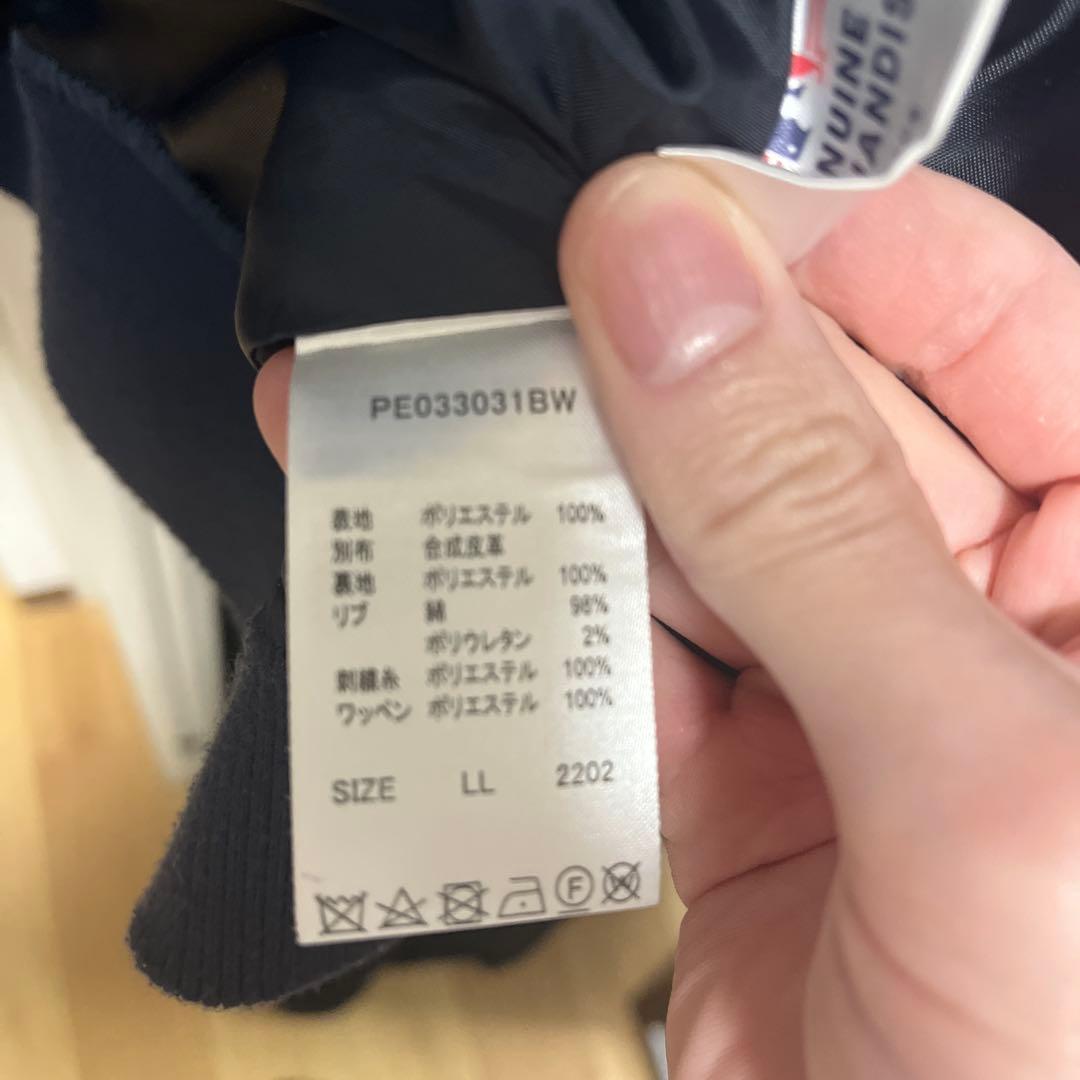 NUINE
ANDIS
PE033031BW
表地 ポリエステル 100%
別布 合成皮革
裏地 ポリエステル 100%
リブ 綿 98%
ポリウレタン 2%
刺繍糸 ポリエステル 100%
ワッペン ポリエステル 100%
SIZE LL 2202
F W